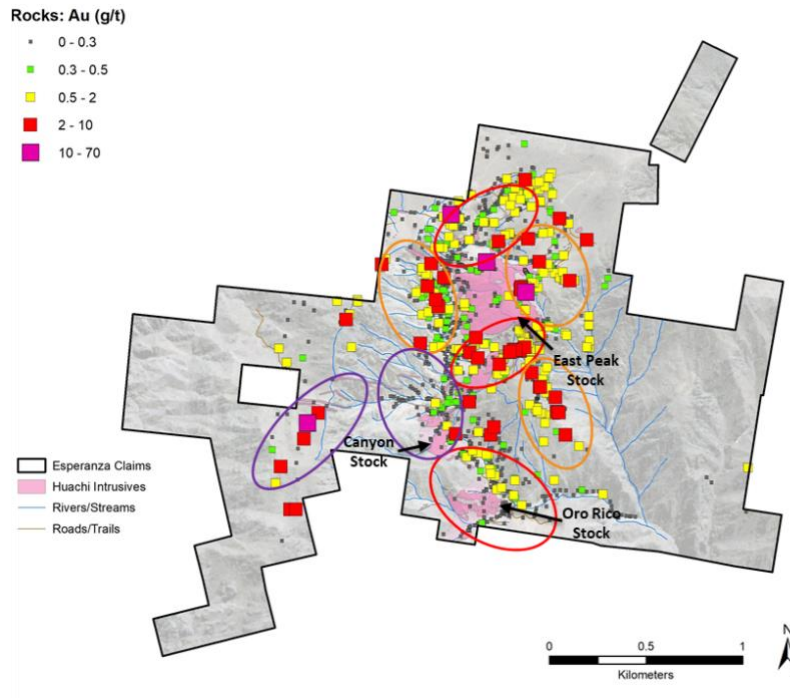 Rocks: Au (g/t)
0 - 0.3
0.3 - 0.5
0.5 - 2
2 - 10
10 - 70
East Peak
Stock
Canyon
Stock
Esperanza Claims
Huachi Intrusives
Rivers/Streams
Roads/Trails
Oro Rico
Stock
N
0 0.5 1
Kilometers